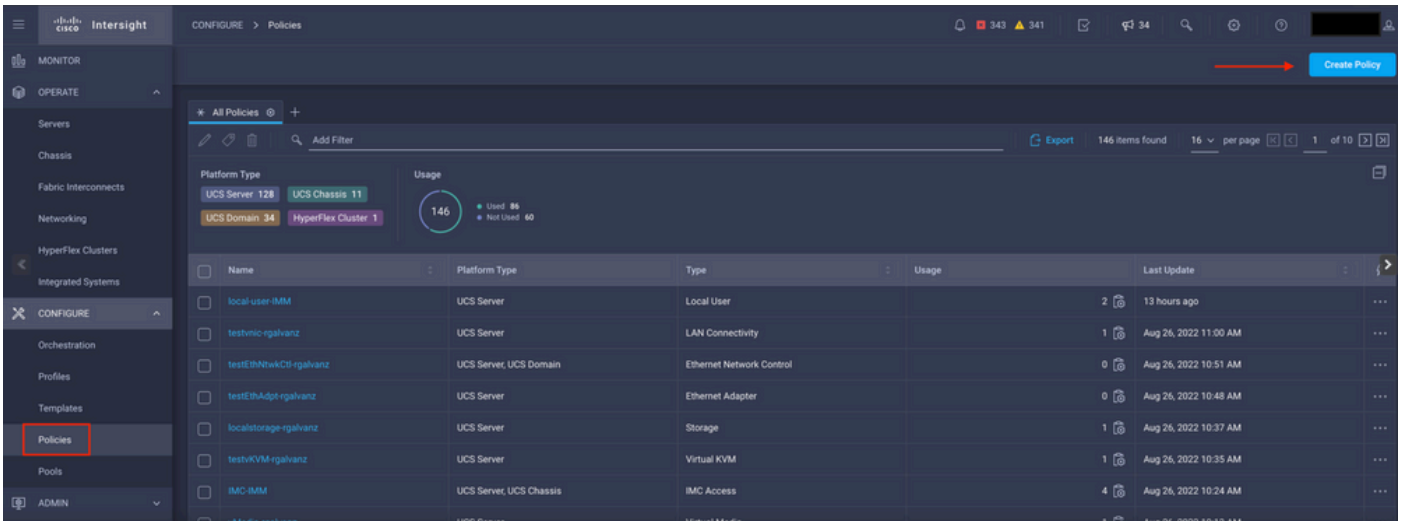 cisco Intersight CONFIGURE > Policies 343 341 34
MONITOR
Create Policy
OPERATE
All Policies +
Servers
Add Filter Export 146 items found 16 per page 1 of 10
Chassis
Platform Type Usage
Fabric Interconnects
UCS Server 128 UCS Chassis 11
146 Used 86
Not Used 60
UCS Domain 34 HyperFlex Cluster 1
Networking
HyperFlex Clusters
Name Platform Type Type Usage Last Update
Integrated Systems
local-user-IMM UCS Server Local User 2 13 hours ago
CONFIGURE
testvnic-rgalvanz UCS Server LAN Connectivity 1 Aug 26, 2022 11:00 AM
Orchestration
testEthNtwkCtl-rgalvanz UCS Server, UCS Domain Ethernet Network Control 0 Aug 26, 2022 10:51 AM
Profiles
testEthAdpt-rgalvanz UCS Server Ethernet Adapter 0 Aug 26, 2022 10:48 AM
Templates
localstorage-rgalvanz UCS Server Storage 1 Aug 26, 2022 10:37 AM
Policies
testvKVM-rgalvanz UCS Server Virtual KVM 1 Aug 26, 2022 10:35 AM
Pools
IMC-IMM UCS Server, UCS Chassis IMC Access 4 Aug 26, 2022 10:24 AM
ADMIN